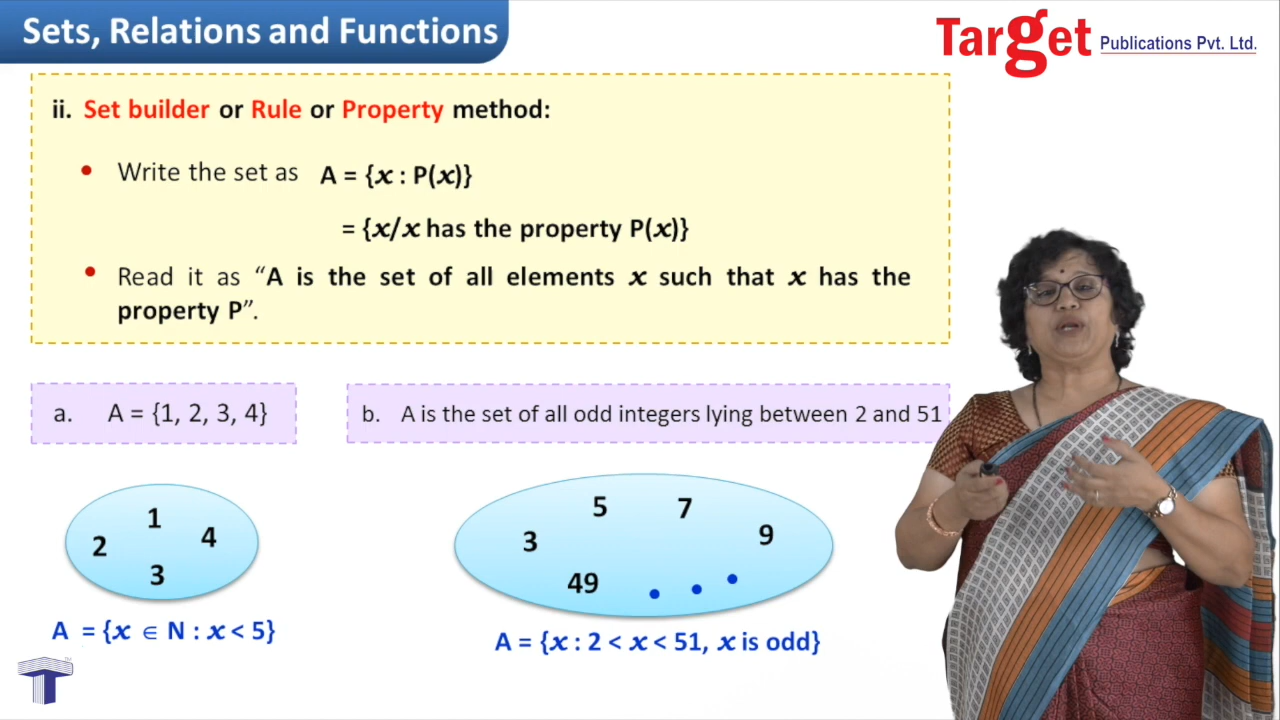 Sets, Relations and Functions
Target Publications Pvt. Ltd.
ii. Set builder or Rule or Property method:
• Write the set as A = {x : P(x)}
= {x/x has the property P(x)}
• Read it as “A is the set of all elements x such that x has the
property P”.
a. A = {1, 2, 3, 4}
b. A is the set of all odd integers lying between 2 and 51
1
2 4
3
5 7
3 9
49 . . .
A = {x ∈ N : x < 5}
A = {x : 2 < x < 51, x is odd}
T